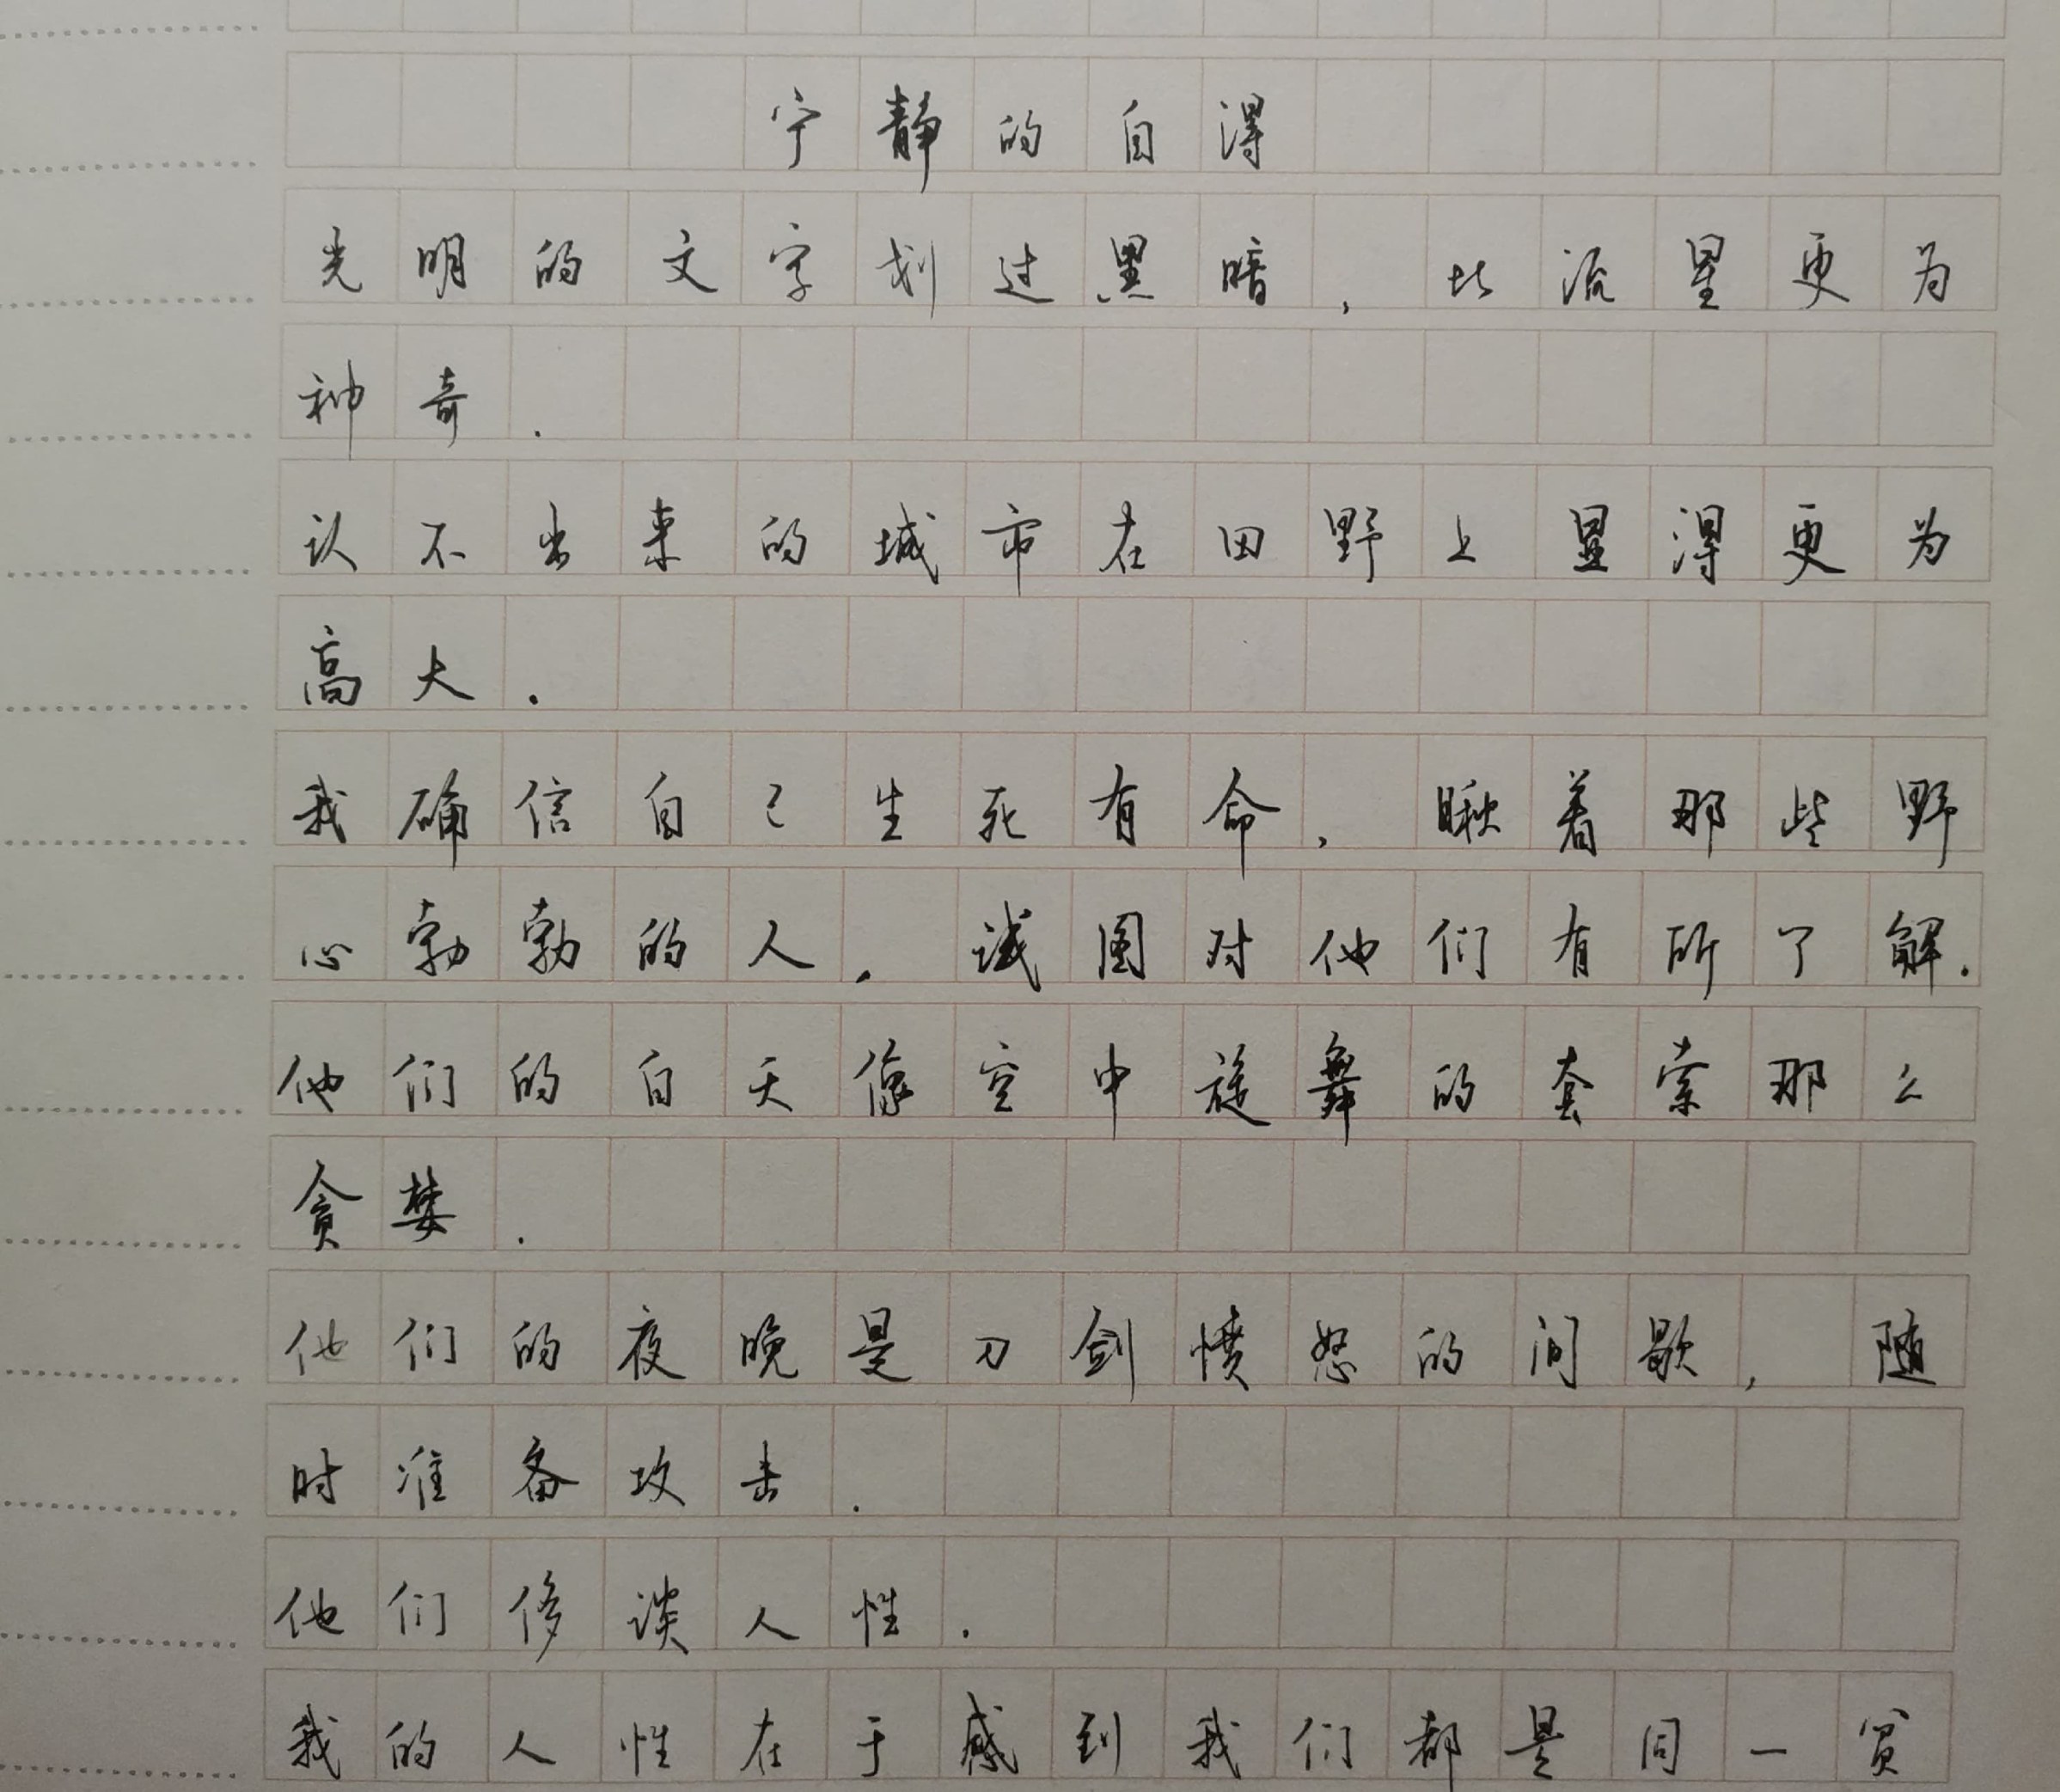 宁静的自得
光明的文字划过黑暗,比流星更为
神奇.
认不出来的城市在田野上显得更为
高大.
我确信自己生死有命,瞅着那些野
心勃勃的人,试图对他们有所了解.
他们的白天像空中旋舞的套索那么
贪婪.
他们的夜晚是刀剑愤怒的间歇,随
时准备攻击.
他们侈谈人性.
我的人性在于感到我们都是同一贫